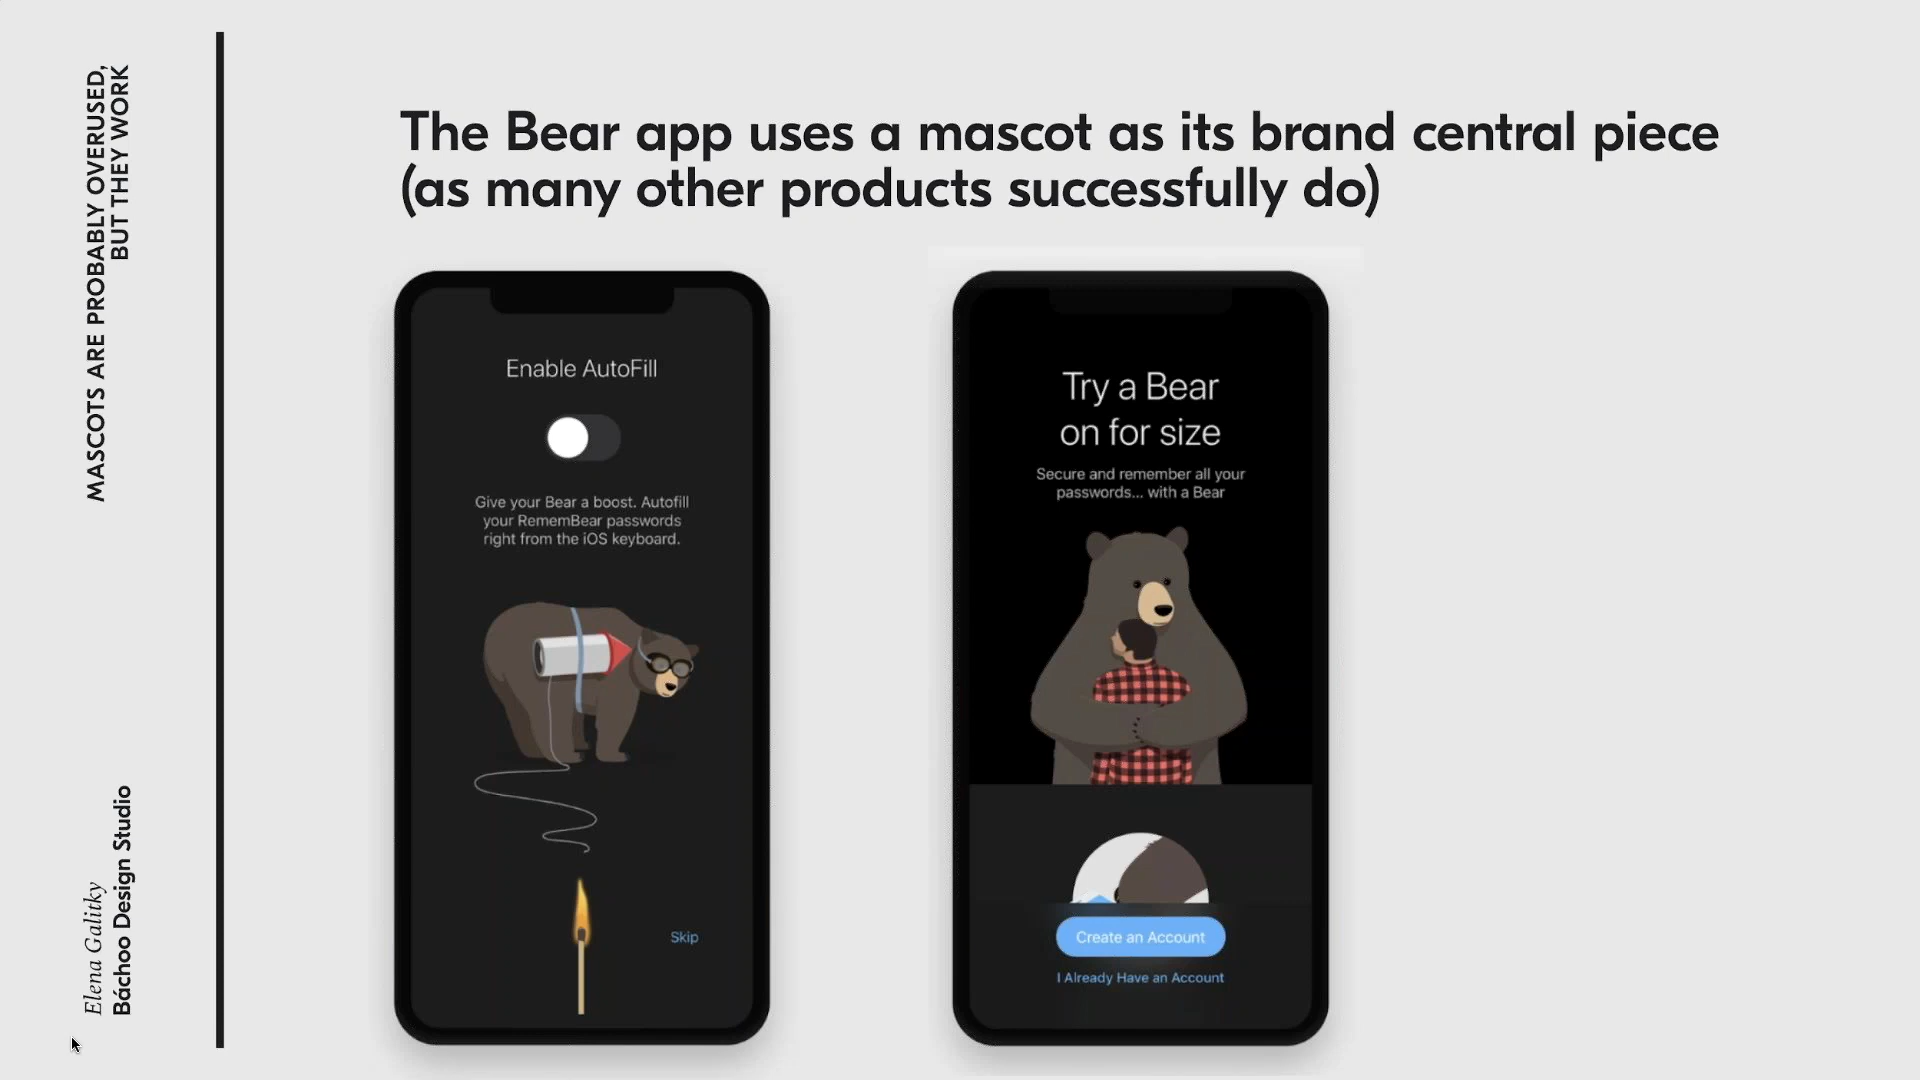 MASCOTS ARE PROBABLY OVERUSED,
BUT THEY WORK
Elena Galitky
Báchoo Design Studio
The Bear app uses a mascot as its brand central piece
(as many other products successfully do)
Enable AutoFill
Give your Bear a boost. Autofill
your RememBear passwords
right from the iOS keyboard.
Skip
Try a Bear
on for size
Secure and remember all your
passwords... with a Bear
Create an Account
I Already Have an Account